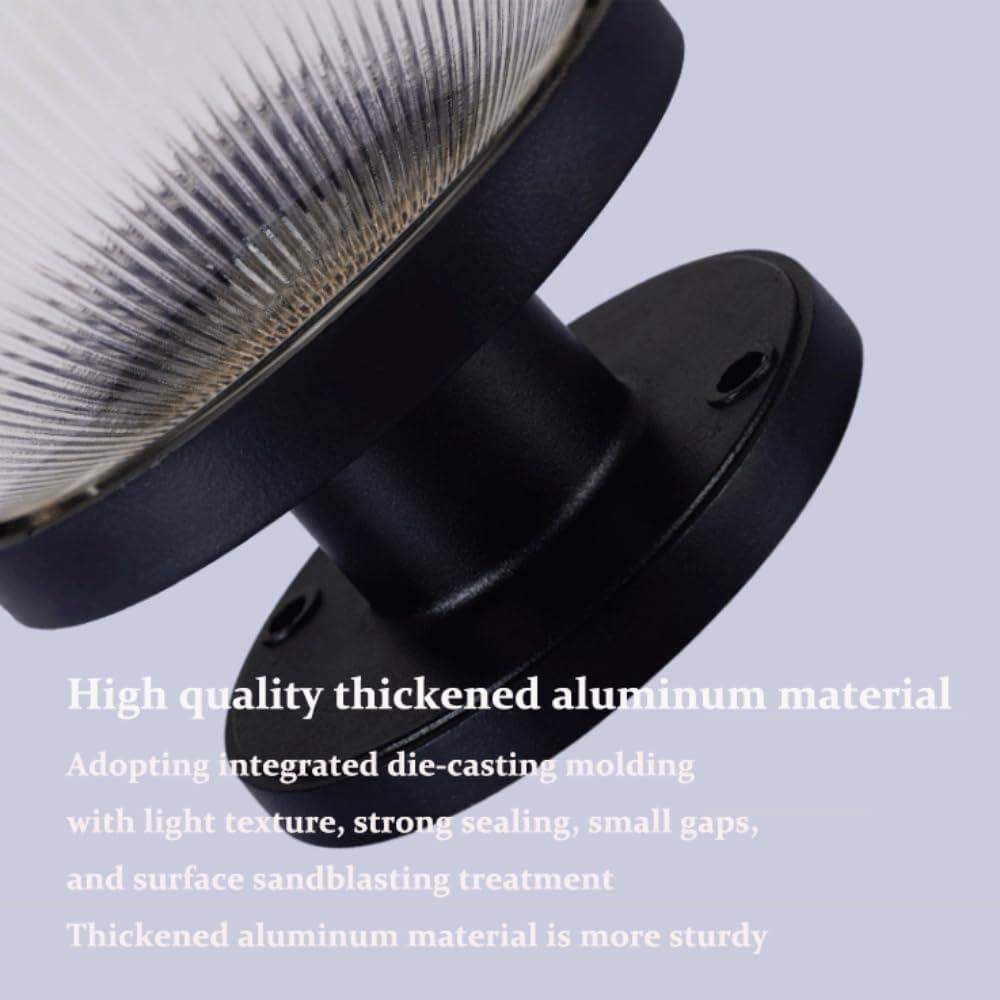 High quality thickened aluminum material
Adopting integrated die-casting molding
with light texture, strong sealing, small gaps,
and surface sandblasting treatment
Thickened aluminum material is more sturdy